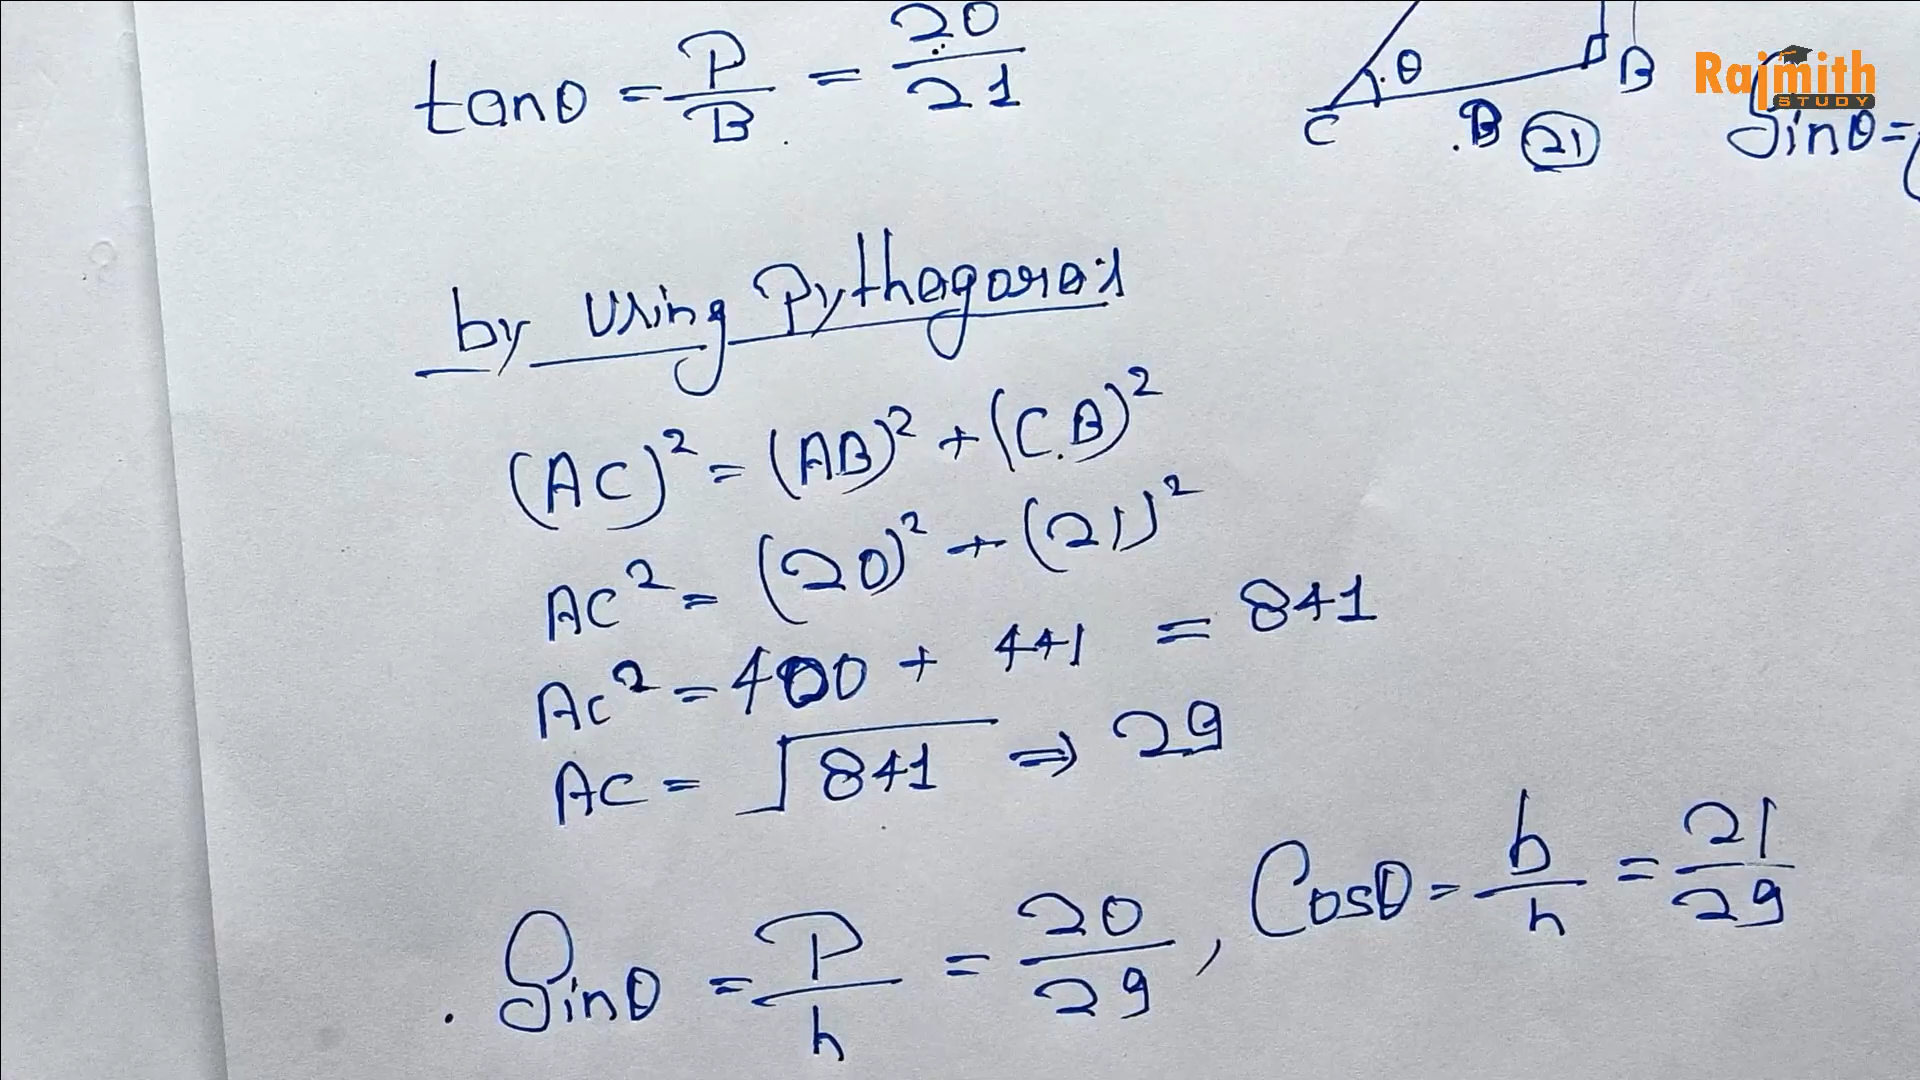 tanθ = P/B = 20/21
θ
C B 21 B
Rajmith
STUDY
Sinθ=
by Using Pythagoras
(AC)² = (AB)² + (C.B)²
AC² = (20)² + (21)²
AC² = 400 + 441 = 841
AC = √841 ⇒ 29
Sinθ = P/h = 20/29 , Cosθ = b/h = 21/29